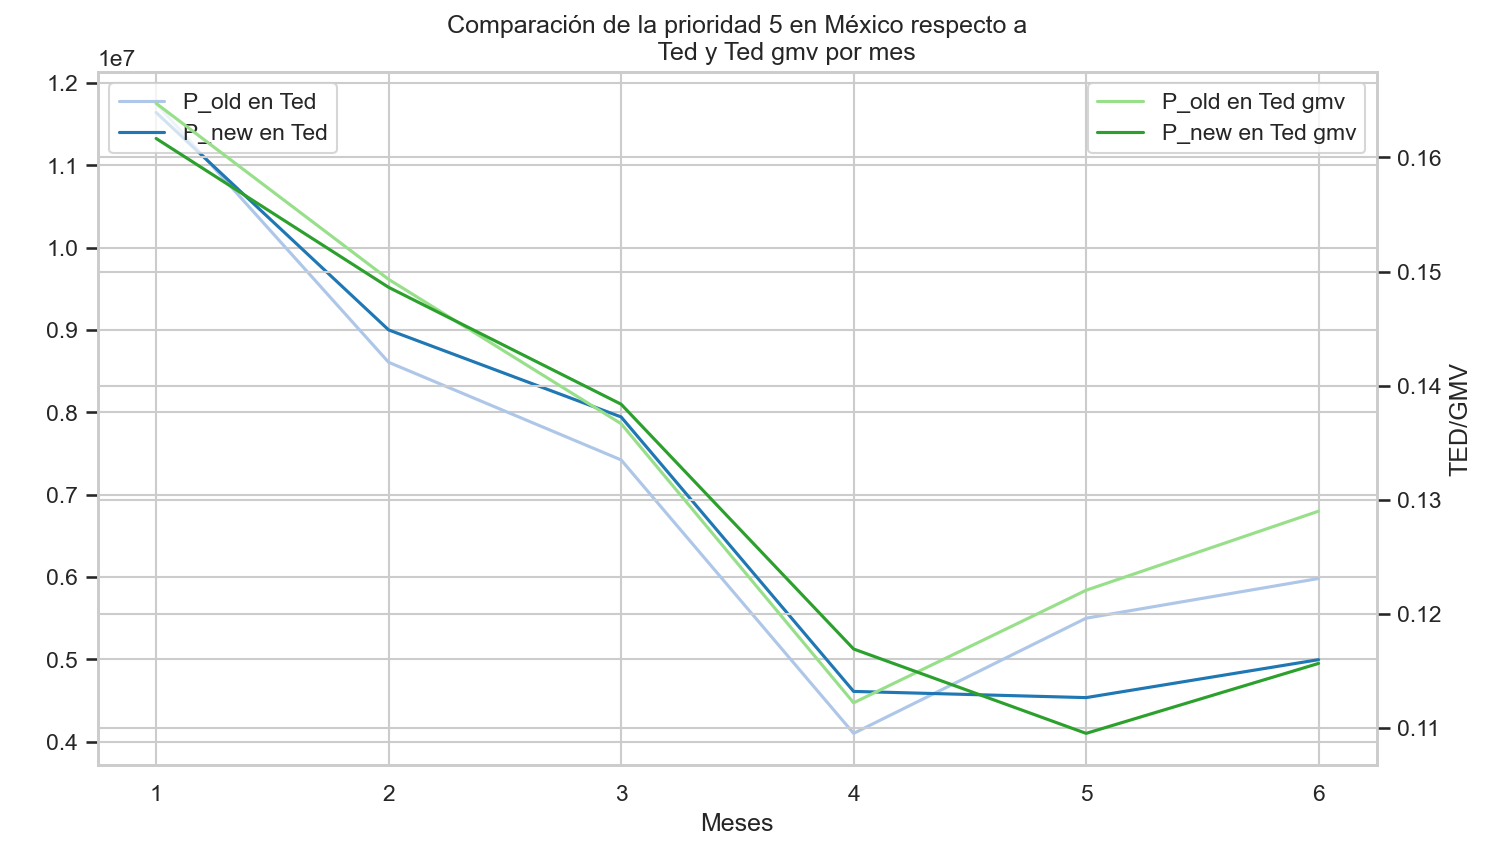 Comparación de la prioridad 5 en México respecto a
Ted y Ted gmv por mes
1e7
1.2
1.1
1.0
0.9
0.8
0.7
0.6
0.5
0.4
P_old en Ted
P_new en Ted
P_old en Ted gmv
P_new en Ted gmv
0.16
0.15
0.14
0.13
0.12
0.11
TED/GMV
1 2 3 4 5 6
Meses